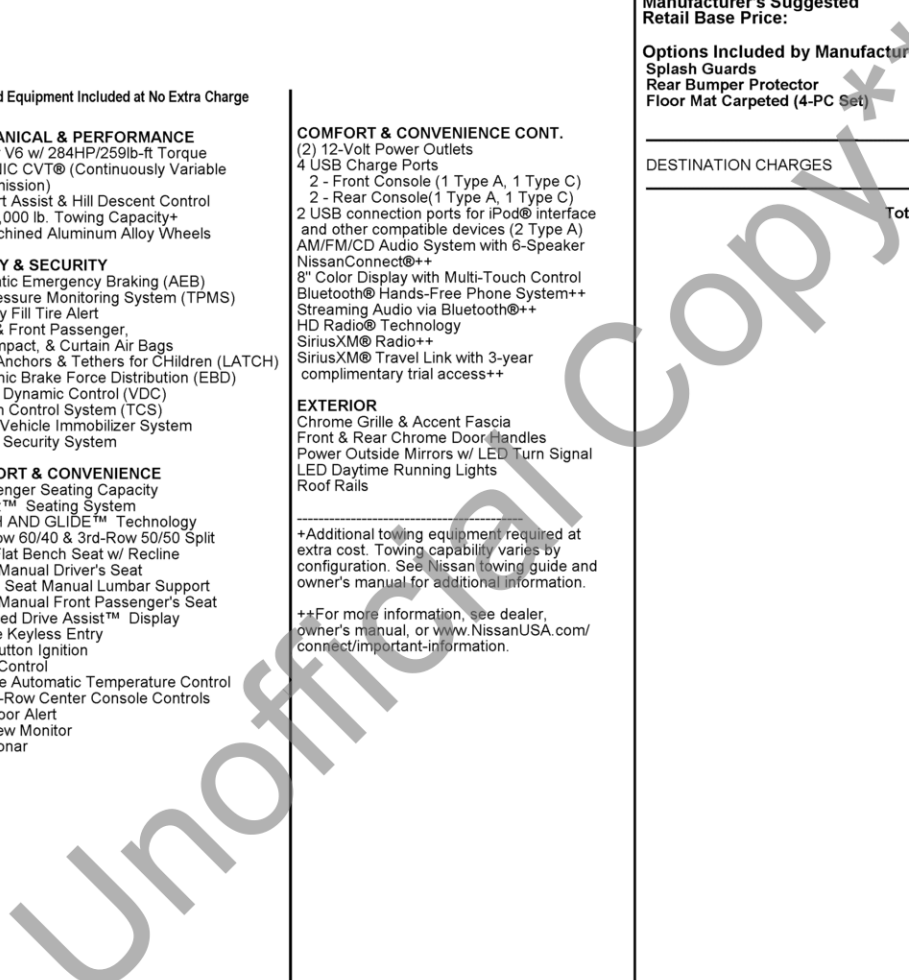 d Equipment Included at No Extra Charge
ANICAL & PERFORMANCE
V6 w/ 284HP/259lb-ft Torque
NIC CVT® (Continuously Variable
mission)
rt Assist & Hill Descent Control
,000 lb. Towing Capacity+
chined Aluminum Alloy Wheels
Y & SECURITY
tic Emergency Braking (AEB)
essure Monitoring System (TPMS)
y Fill Tire Alert
& Front Passenger,
mpact, & Curtain Air Bags
Anchors & Tethers for CHildren (LATCH)
nic Brake Force Distribution (EBD)
Dynamic Control (VDC)
n Control System (TCS)
Vehicle Immobilizer System
Security System
ORT & CONVENIENCE
enger Seating Capacity
™ Seating System
H AND GLIDE™ Technology
ow 60/40 & 3rd-Row 50/50 Split
Flat Bench Seat w/ Recline
Manual Driver's Seat
Seat Manual Lumbar Support
Manual Front Passenger's Seat
ed Drive Assist™ Display
e Keyless Entry
utton Ignition
Control
e Automatic Temperature Control
-Row Center Console Controls
oor Alert
ew Monitor
onar
COMFORT & CONVENIENCE CONT.
(2) 12-Volt Power Outlets
4 USB Charge Ports
2 - Front Console (1 Type A, 1 Type C)
2 - Rear Console(1 Type A, 1 Type C)
2 USB connection ports for iPod® interface
and other compatible devices (2 Type A)
AM/FM/CD Audio System with 6-Speaker
NissanConnect®++
8" Color Display with Multi-Touch Control
Bluetooth® Hands-Free Phone System++
Streaming Audio via Bluetooth®++
HD Radio® Technology
SiriusXM® Radio++
SiriusXM® Travel Link with 3-year
complimentary trial access++
EXTERIOR
Chrome Grille & Accent Fascia
Front & Rear Chrome Door Handles
Power Outside Mirrors w/ LED Turn Signal
LED Daytime Running Lights
Roof Rails
+Additional towing equipment required at
extra cost. Towing capability varies by
configuration. See Nissan towing guide and
owner's manual for additional information.
++For more information, see dealer,
owner's manual, or www.NissanUSA.com/
connect/important-information.
Manufacturer's Suggested
Retail Base Price:
Options Included by Manufactur
Splash Guards
Rear Bumper Protector
Floor Mat Carpeted (4-PC Set)
DESTINATION CHARGES
Tot
Unofficial Copy**